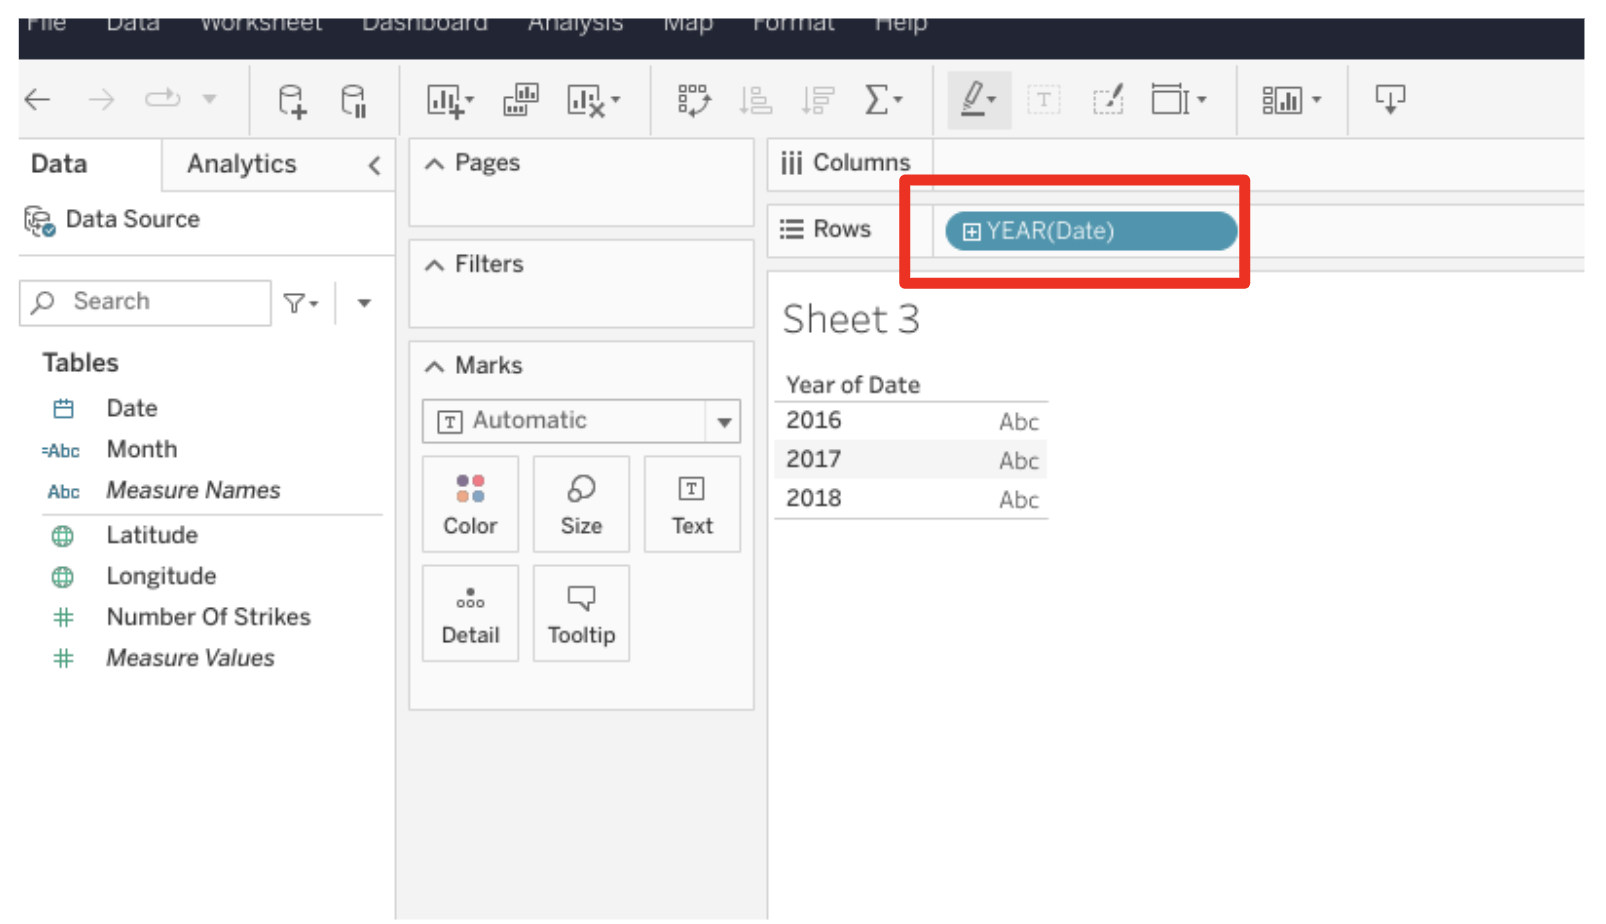 File Data Worksheet Dashboard Analysis Map Format Help
Data Analytics
Data Source
Search
Tables
Date
=Abc Month
Abc Measure Names
Latitude
Longitude
Number Of Strikes
Measure Values
Pages
Filters
Marks
T Automatic
Color Size Text
Detail Tooltip
Columns
Rows YEAR(Date)
Sheet 3
Year of Date
2016 Abc
2017 Abc
2018 Abc